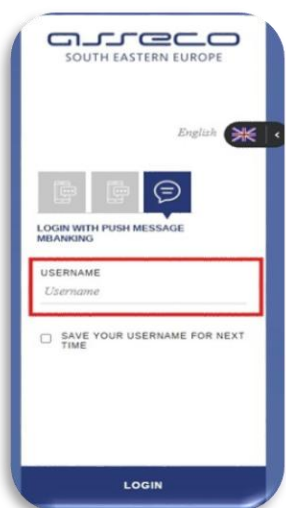 asseco
SOUTH EASTERN EUROPE
English
LOGIN WITH PUSH MESSAGE
MBANKING
USERNAME
Username
SAVE YOUR USERNAME FOR NEXT
TIME
LOGIN